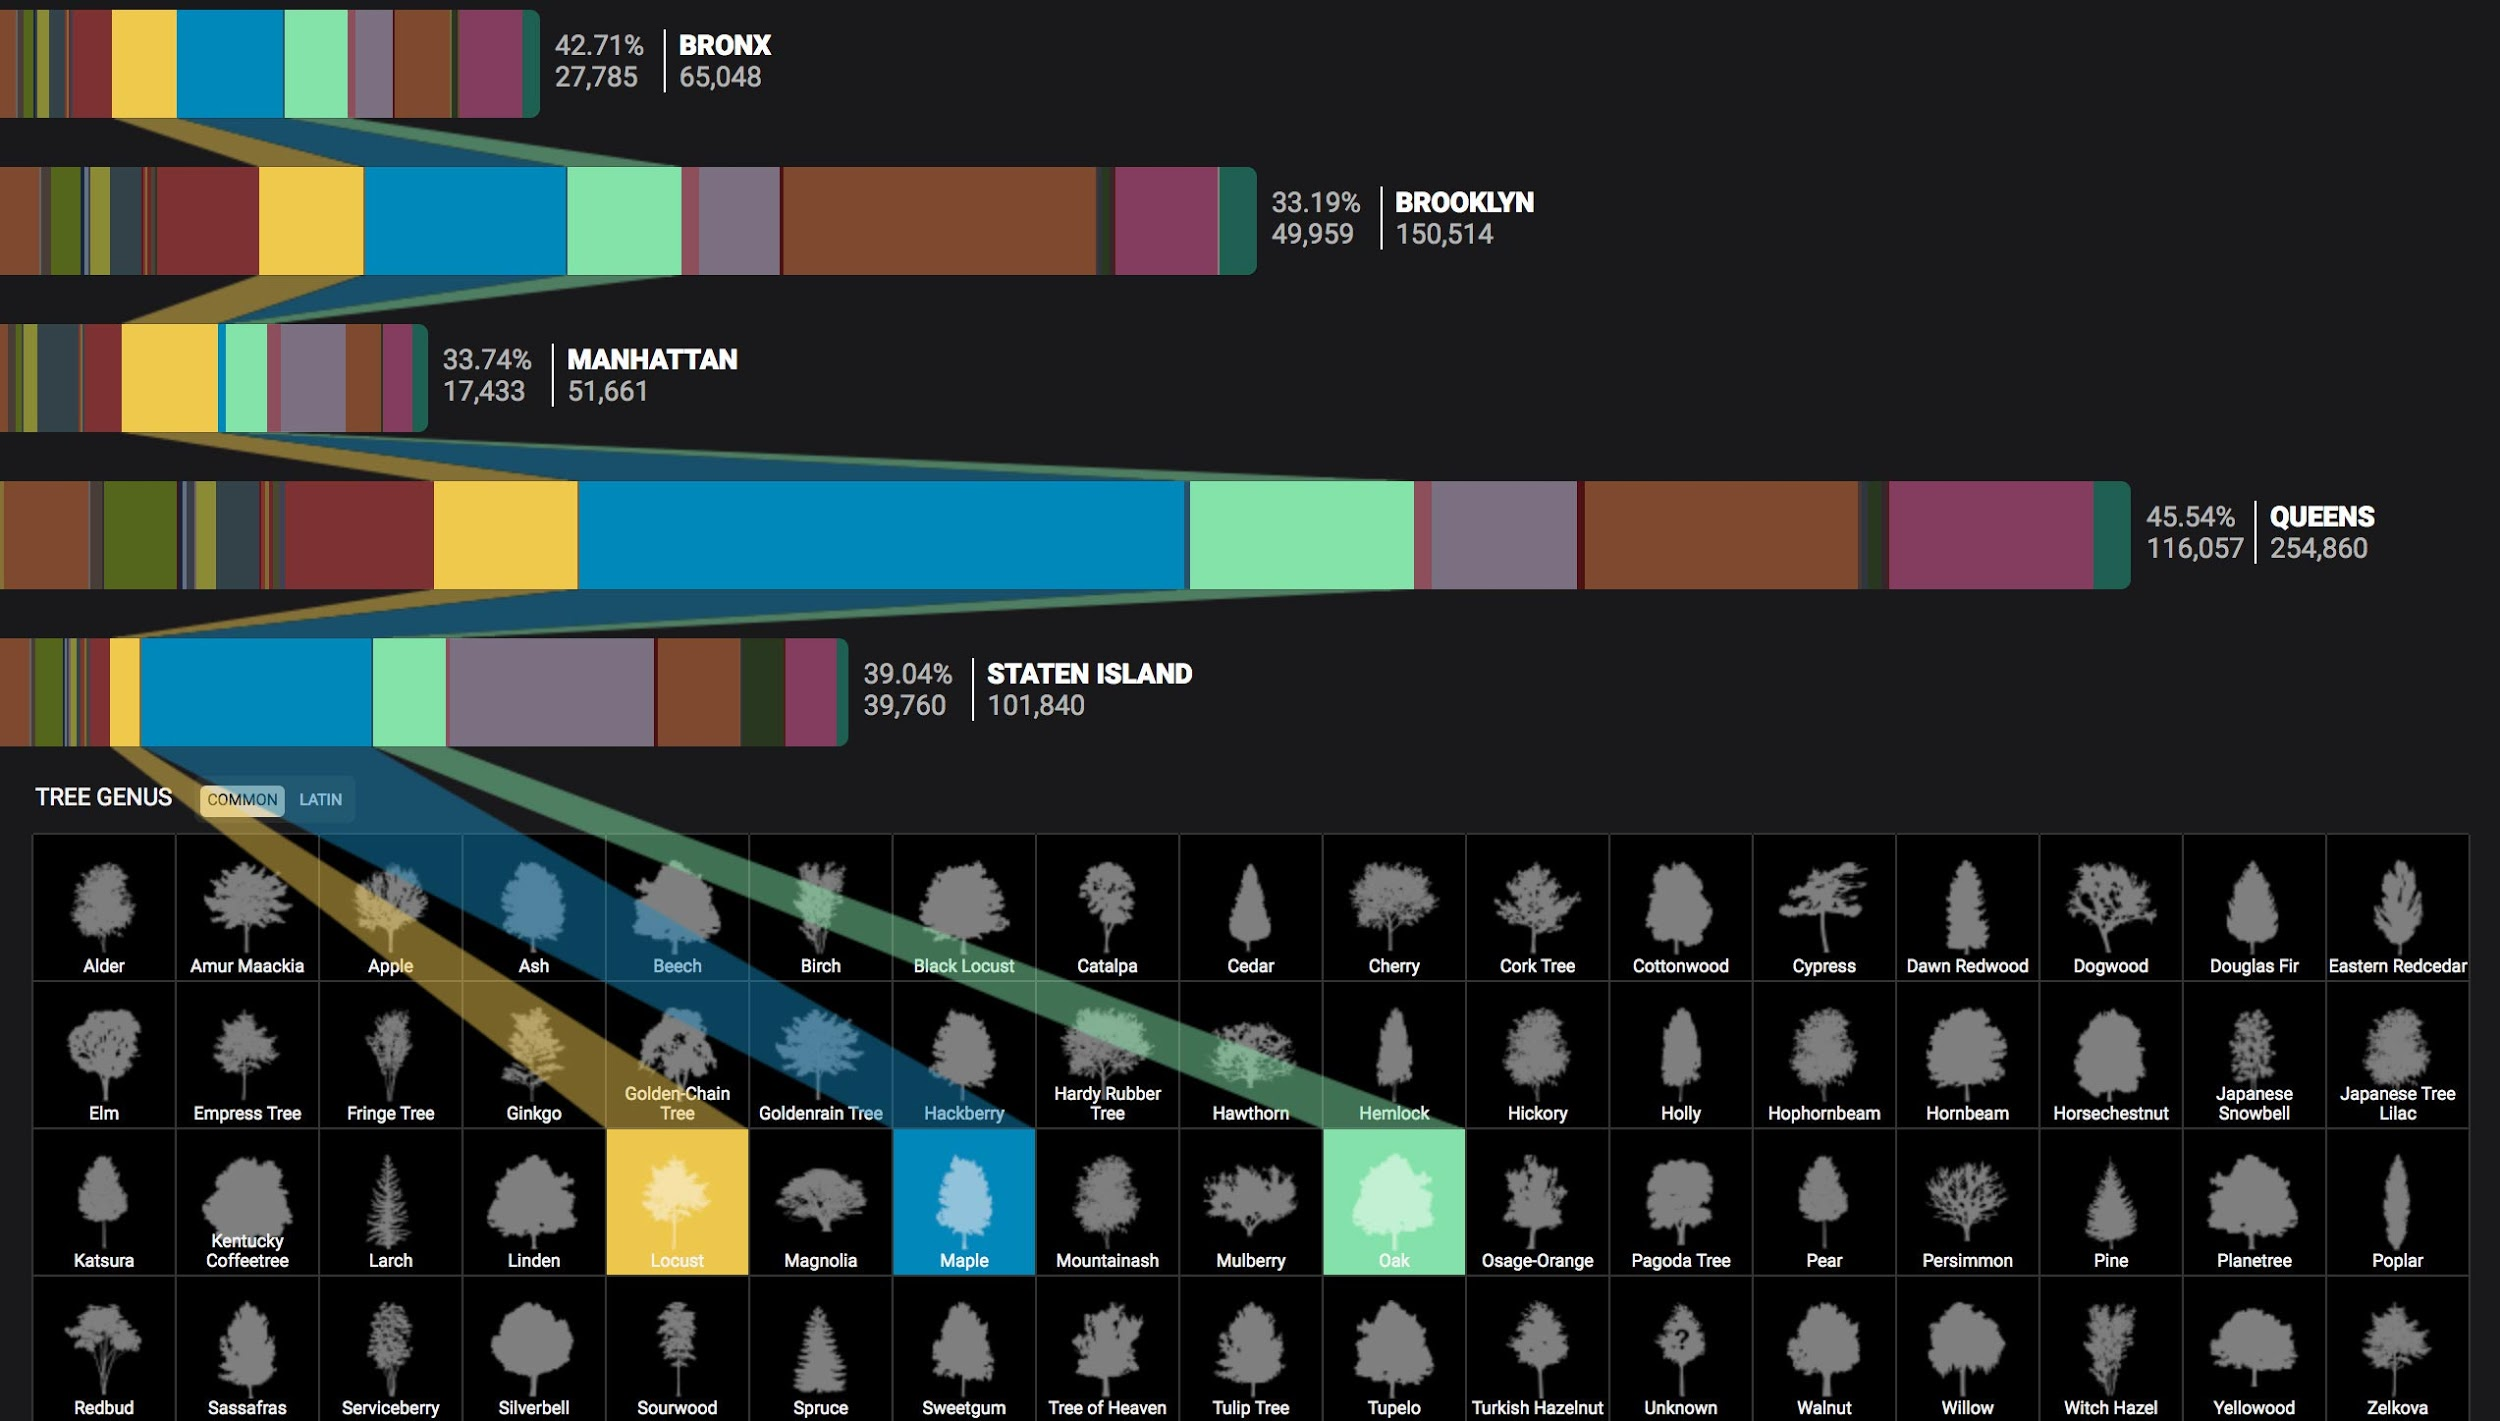 42.71% BRONX
27,785 65,048
33.19% BROOKLYN
49,959 150,514
33.74% MANHATTAN
17,433 51,661
45.54% QUEENS
116,057 254,860
39.04% STATEN ISLAND
39,760 101,840
TREE GENUS COMMON LATIN
Alder Amur Maackia Apple Ash Beech Birch Black Locust Catalpa Cedar Cherry Cork Tree Cottonwood Cypress Dawn Redwood Dogwood Douglas Fir Eastern Redcedar
Elm Empress Tree Fringe Tree Ginkgo Golden-Chain Tree Goldenrain Tree Hackberry Hardy Rubber Tree Hawthorn Hemlock Hickory Holly Hophornbeam Hornbeam Horsechestnut Japanese Snowbell Japanese Tree Lilac
Katsura Kentucky Coffeetree Larch Linden Locust Magnolia Maple Mountainash Mulberry Oak Osage-Orange Pagoda Tree Pear Persimmon Pine Planetree Poplar
?
Redbud Sassafras Serviceberry Silverbell Sourwood Spruce Sweetgum Tree of Heaven Tulip Tree Tupelo Turkish Hazelnut Unknown Walnut Willow Witch Hazel Yellowood Zelkova